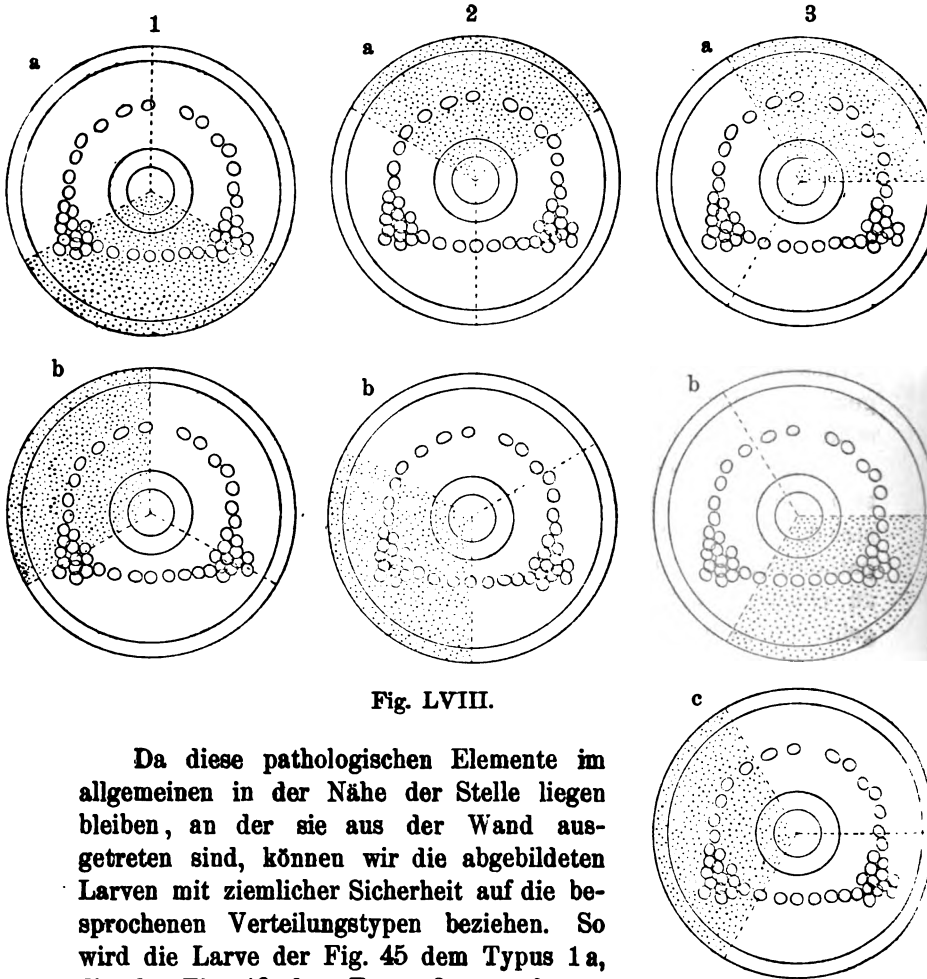 1
2
3
a
a
a
b
b
b
c
Fig. LVIII.
Da diese pathologischen Elemente im
allgemeinen in der Nähe der Stelle liegen
bleiben, an der sie aus der Wand aus-
getreten sind, können wir die abgebildeten
Larven mit ziemlicher Sicherheit auf die be-
sprochenen Verteilungstypen beziehen. So
wird die Larve der Fig. 45 dem Typus 1 a,